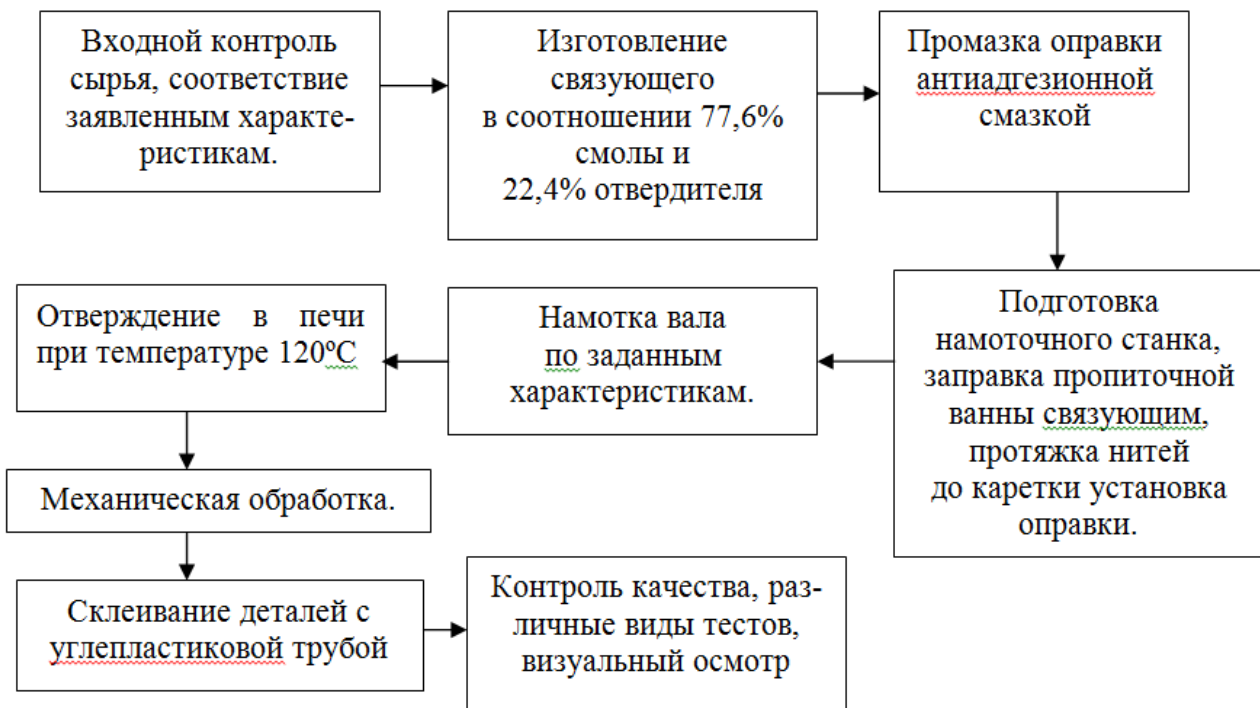 Входной контроль
сырья, соответствие
заявленным характе-
ристикам.
Изготовление
связующего
в соотношении 77,6%
смолы и
22,4% отвердителя
Промазка оправки
антиадгезионной
смазкой
Подготовка
намоточного станка,
заправка пропиточной
ванны связующим,
протяжка нитей
до каретки установка
оправки.
Намотка вала
по заданным
характеристикам.
Отверждение в печи
при температуре 120ºС
Механическая обработка.
Склеивание деталей с
углепластиковой трубой
Контроль качества, раз-
личные виды тестов,
визуальный осмотр